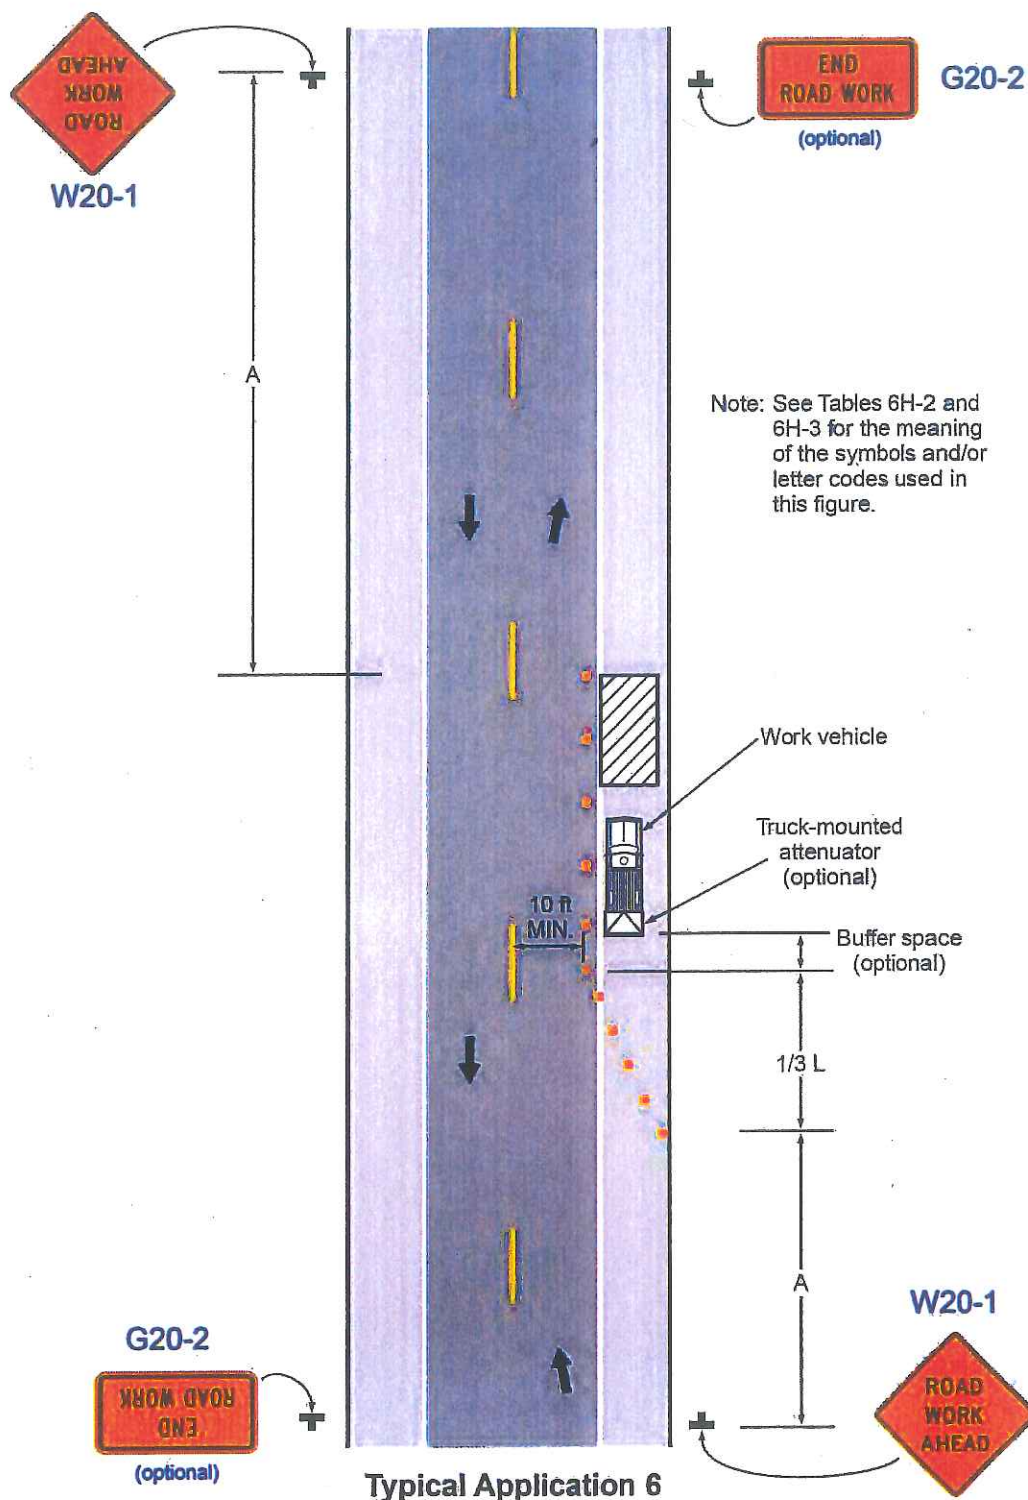 ROAD
WORK
AHEAD
W20-1
END
ROAD WORK
(optional)
G20-2
A
Note: See Tables 6H-2 and
6H-3 for the meaning
of the symbols and/or
letter codes used in
this figure.
Work vehicle
Truck-mounted
attenuator
(optional)
10 ft
MIN.
Buffer space
(optional)
1/3 L
A
W20-1
ROAD
WORK
AHEAD
G20-2
END
ROAD WORK
(optional)
Typical Application 6